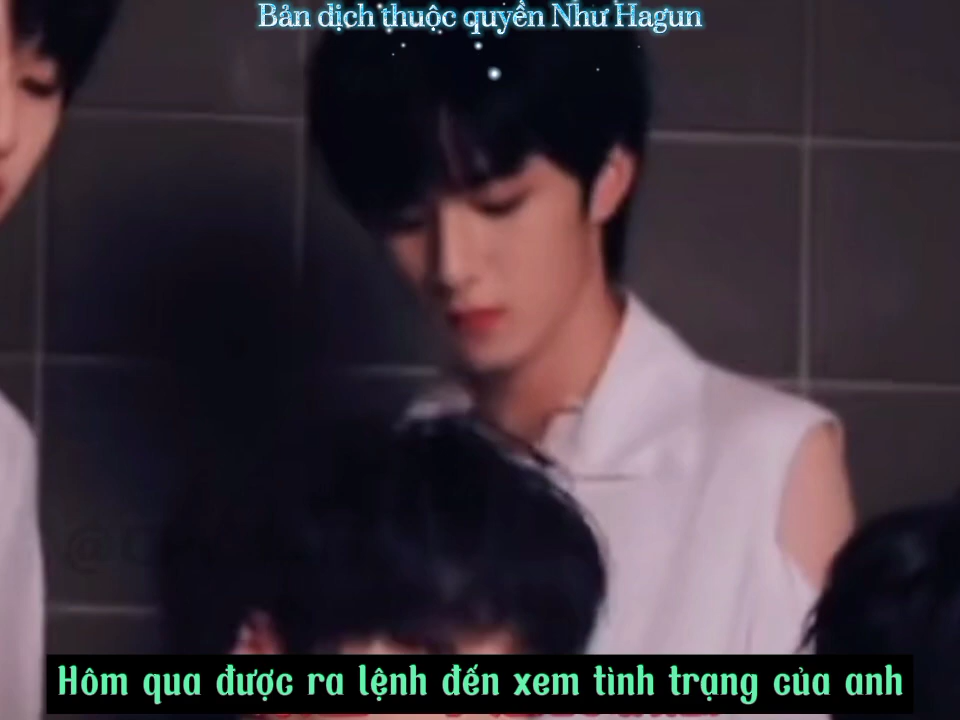 Bản dịch thuộc quyền Như Hagun
Hôm qua được ra lệnh đến xem tình trạng của anh